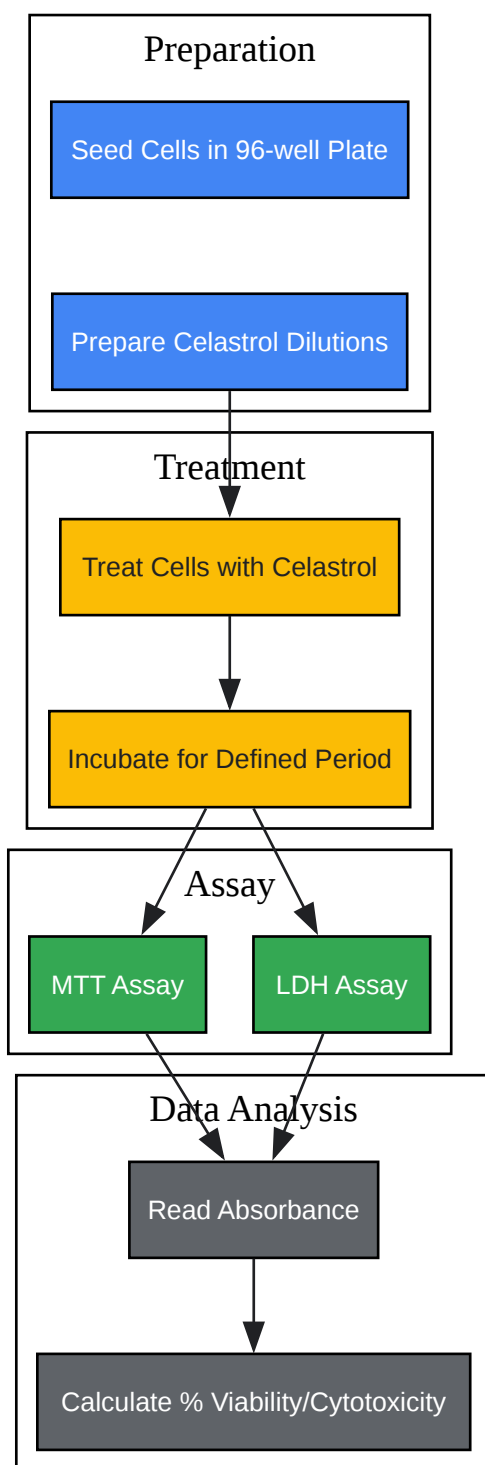 Preparation
Seed Cells in 96-well Plate
Prepare Celastrol Dilutions
Treatment
Treat Cells with Celastrol
Incubate for Defined Period
Assay
MTT Assay
LDH Assay
Data Analysis
Read Absorbance
Calculate % Viability/Cytotoxicity